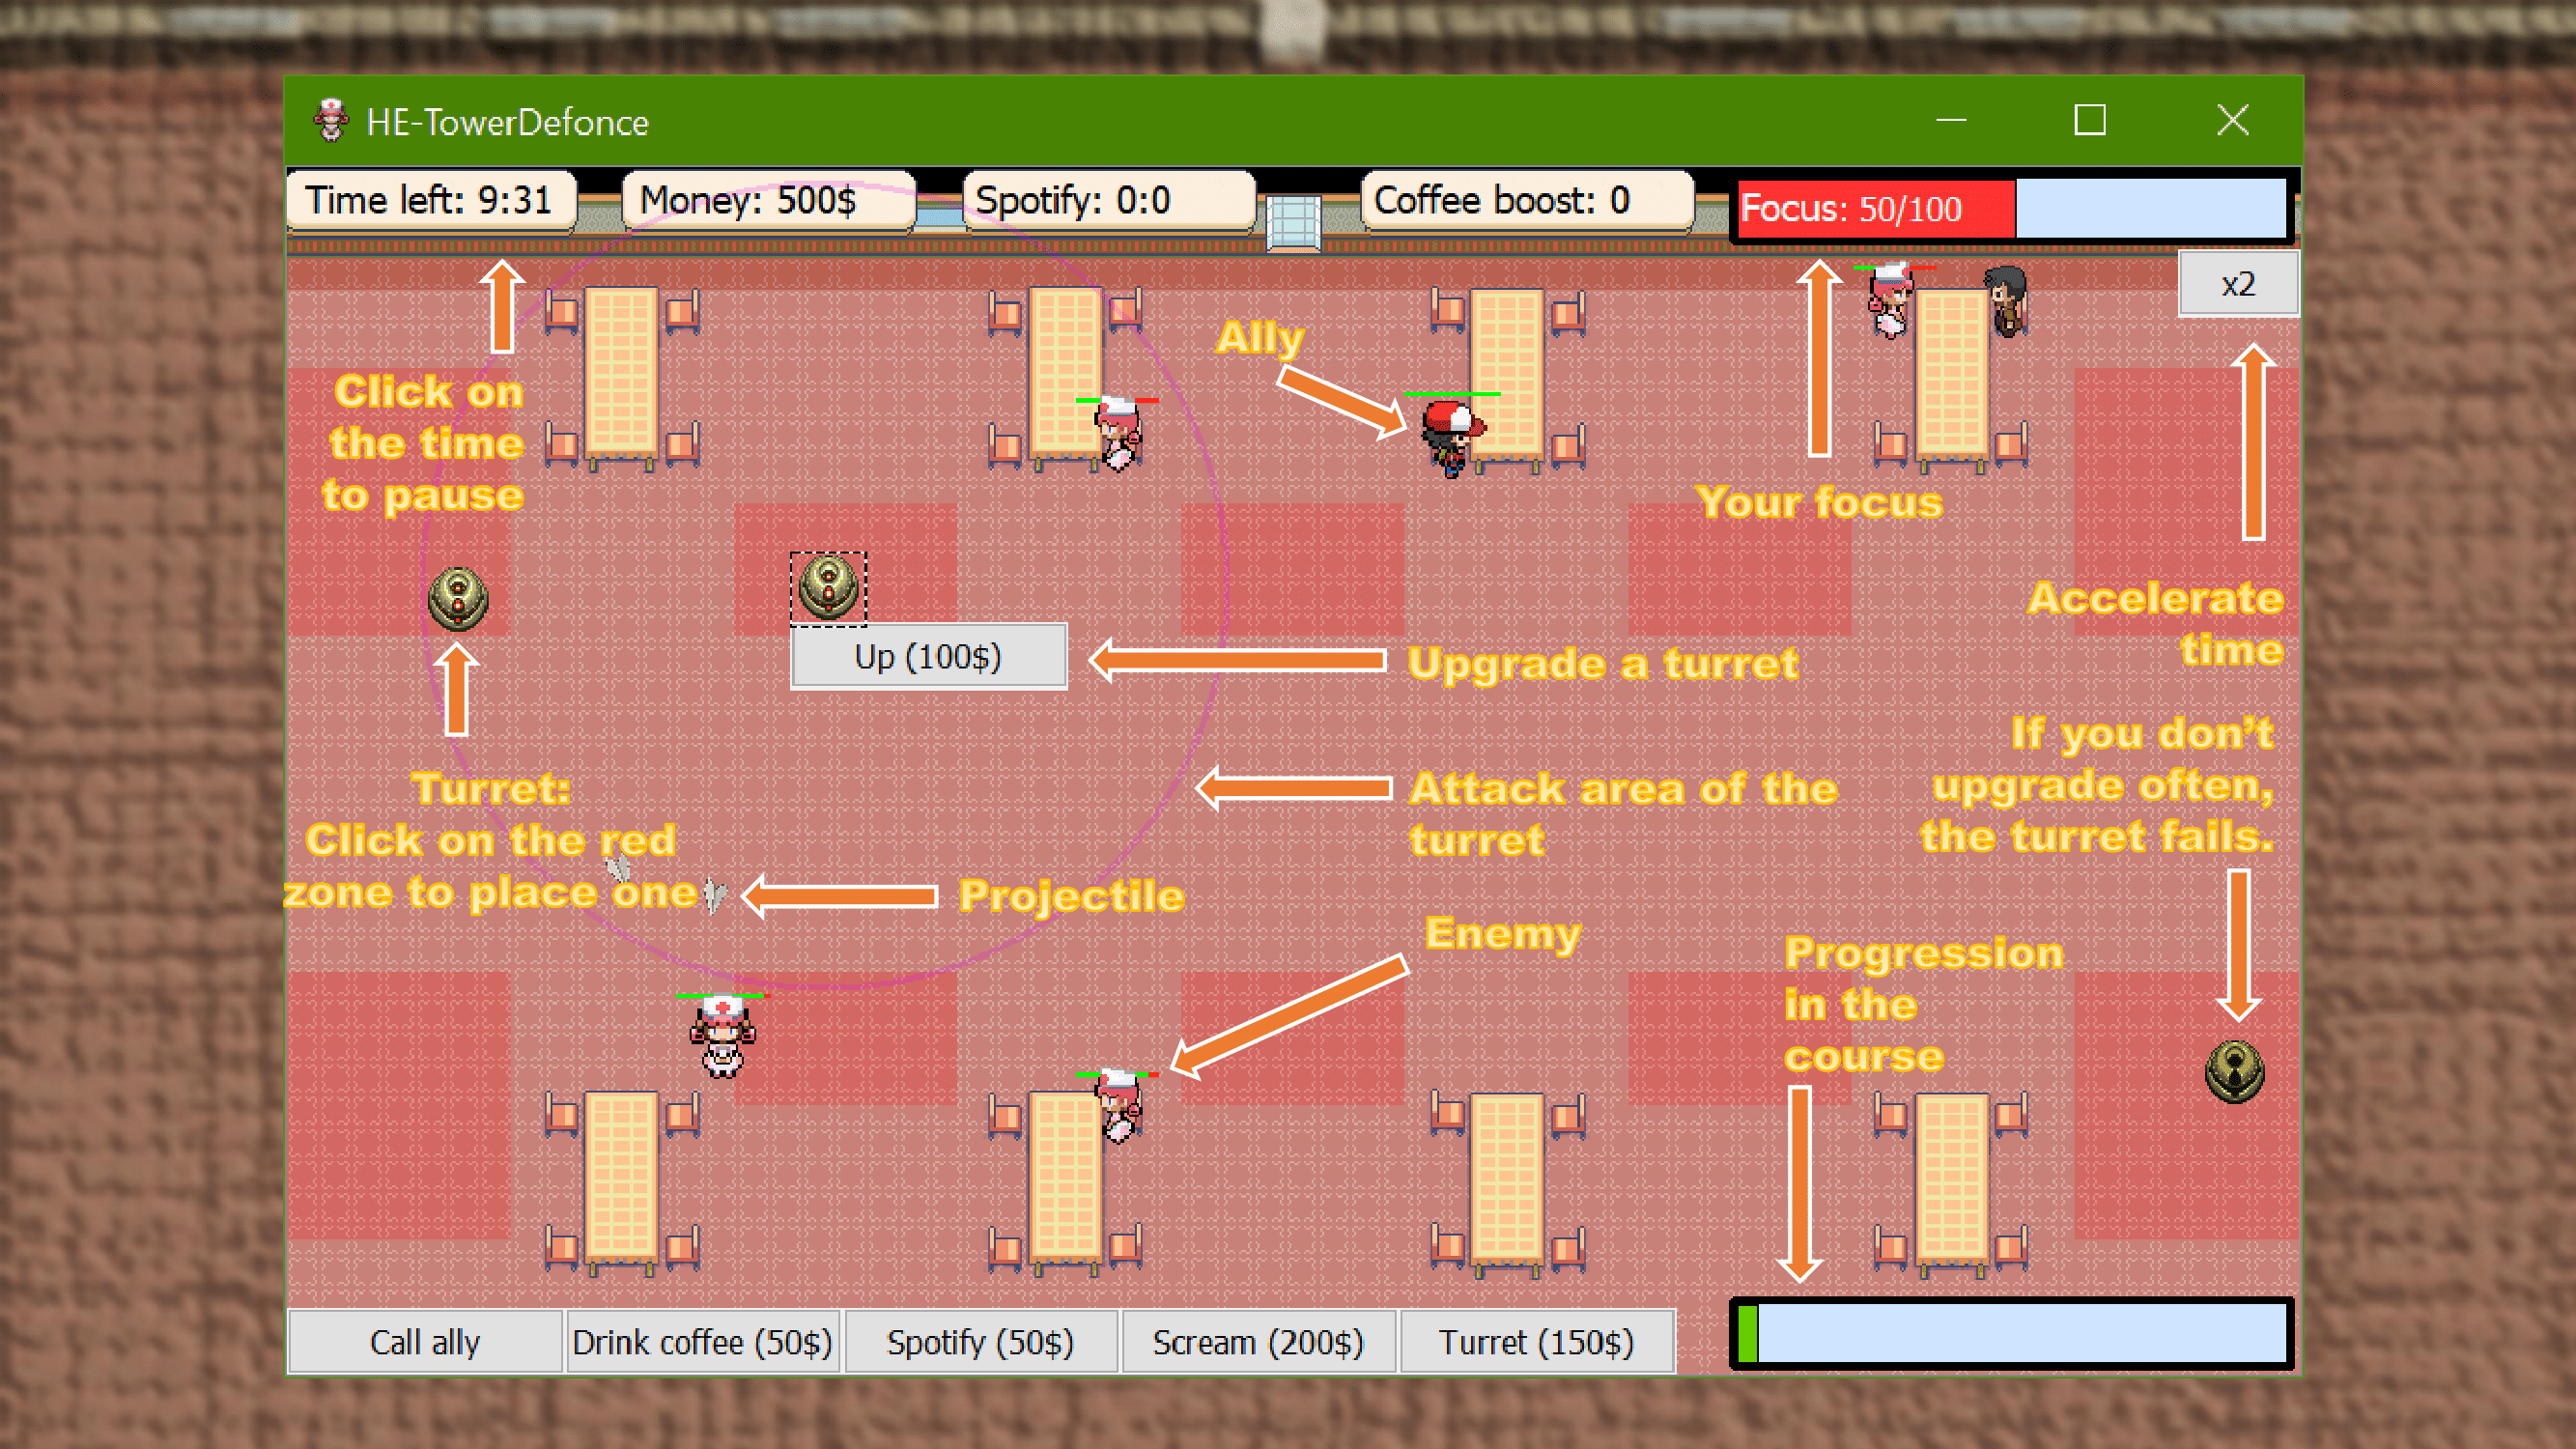 HE-TowerDefonce
Time left: 9:31
Money: 500$
Spotify: 0:0
Coffee boost: 0
Focus: 50/100
x2
Click on
the time
to pause
Ally
Your focus
Accelerate
time
Up (100$)
Upgrade a turret
If you don't
upgrade often,
the turret fails.
Turret:
Click on the red
zone to place one
Attack area of the
turret
Projectile
Enemy
Progression
in the
course
Call ally
Drink coffee (50$)
Spotify (50$)
Scream (200$)
Turret (150$)